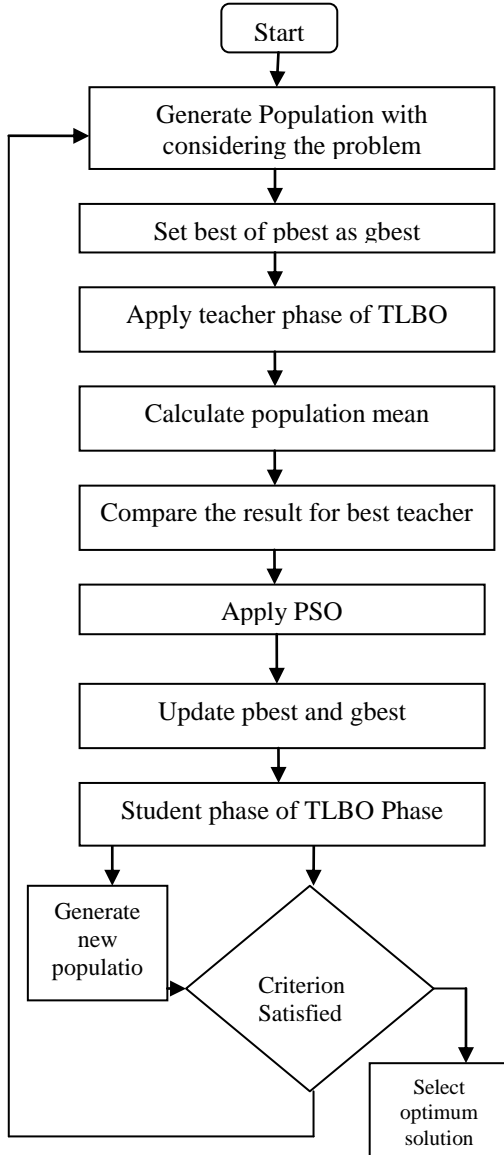 Start
Generate Population with
considering the problem
Set best of pbest as gbest
Apply teacher phase of TLBO
Calculate population mean
Compare the result for best teacher
Apply PSO
Update pbest and gbest
Student phase of TLBO Phase
Generate
new
populatio
Criterion
Satisfied
Select
optimum
solution